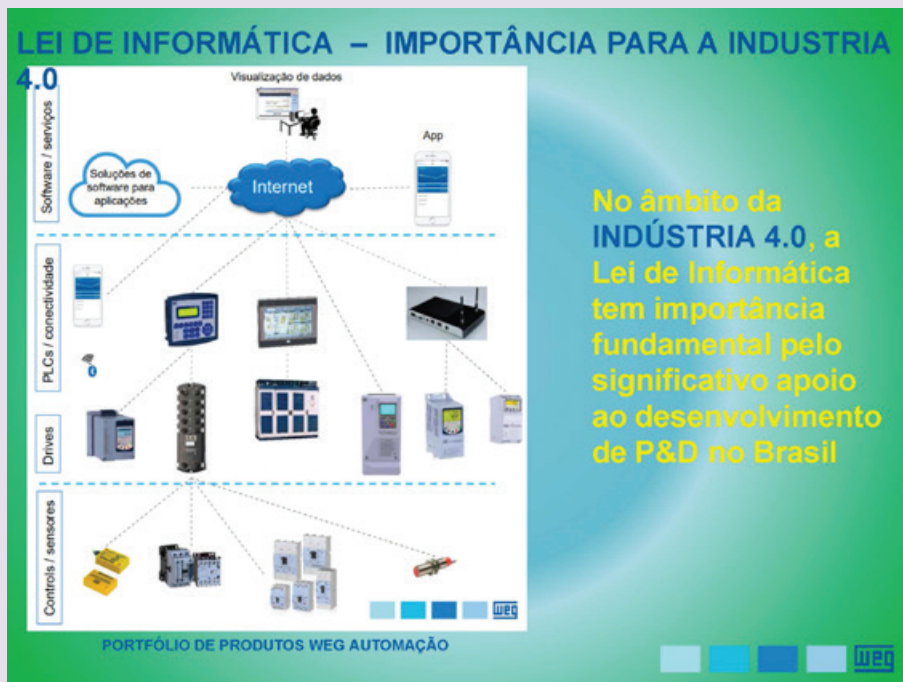 LEI DE INFORMÁTICA – IMPORTÂNCIA PARA A INDUSTRIA
4.0
Visualização de dados
Software / serviços
Soluções de
software para
aplicações
Internet
App
PLCs / conectividade
Drives
Controls / sensores
weg
PORTFÓLIO DE PRODUTOS WEG AUTOMAÇÃO
No âmbito da
INDÚSTRIA 4.0, a
Lei de Informática
tem importância
fundamental pelo
significativo apoio
ao desenvolvimento
de P&D no Brasil
weg